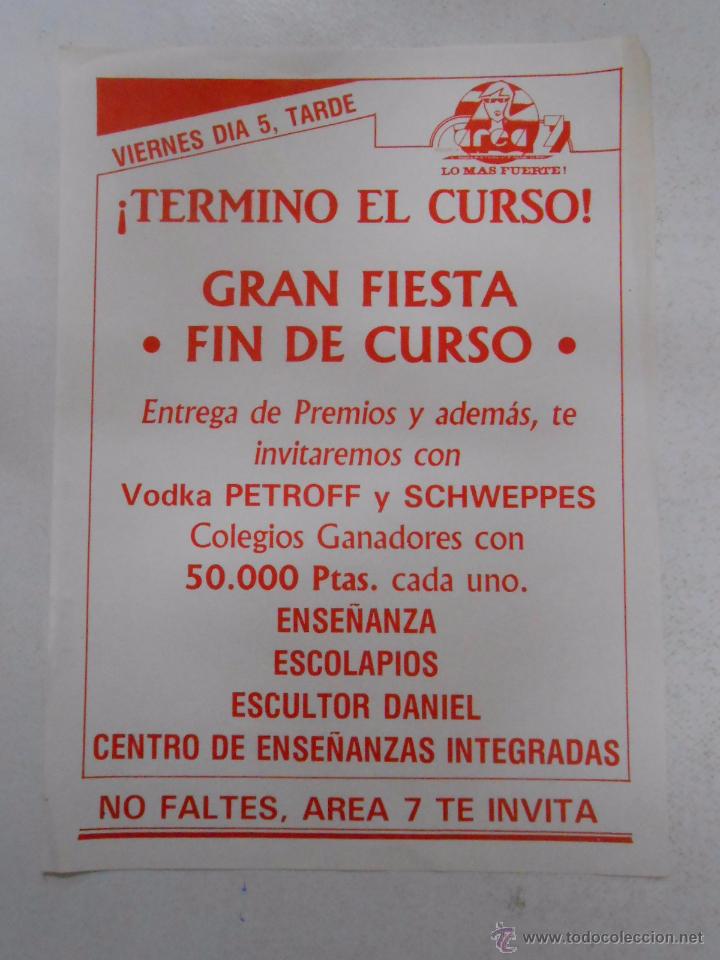 VIERNES DIA 5, TARDE
area 7
LO MAS FUERTE!
¡TERMINO EL CURSO!
GRAN FIESTA
• FIN DE CURSO •
Entrega de Premios y además, te
invitaremos con
Vodka PETROFF y SCHWEPPES
Colegios Ganadores con
50.000 Ptas. cada uno.
ENSEÑANZA
ESCOLAPIOS
ESCULTOR DANIEL
CENTRO DE ENSEÑANZAS INTEGRADAS
NO FALTES, AREA 7 TE INVITA
© www.todocoleccion.net